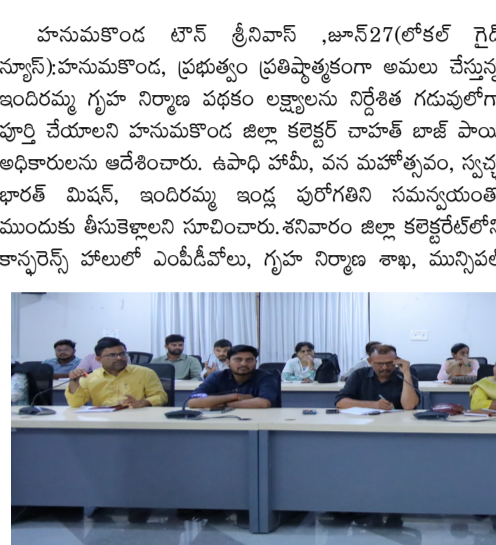 హనుమకొండ టౌన్ శ్రీనివాస్ ,జూన్27(లోకల్ గైడ్
న్యూస్):హనుమకొండ, ప్రభుత్వం ప్రతిష్ఠాత్మకంగా అమలు చేస్తున్న
ఇందిరమ్మ గృహ నిర్మాణ పథకం లక్ష్యాలను నిర్దేశిత గడువులోగా
పూర్తి చేయాలని హనుమకొండ జిల్లా కలెక్టర్ చాహత్ బాజ్ పాయి
అధికారులను ఆదేశించారు. ఉపాధి హామీ, వన మహోత్సవం, స్వచ్ఛ
భారత్ మిషన్, ఇందిరమ్మ ఇండ్ల పురోగతిని సమన్వయంతో
ముందుకు తీసుకెళ్లాలని సూచించారు.శనివారం జిల్లా కలెక్టరేట్‌లోని
కాన్ఫరెన్స్ హాలులో ఎంపీడీవోలు, గృహ నిర్మాణ శాఖ, మున్సిపల్